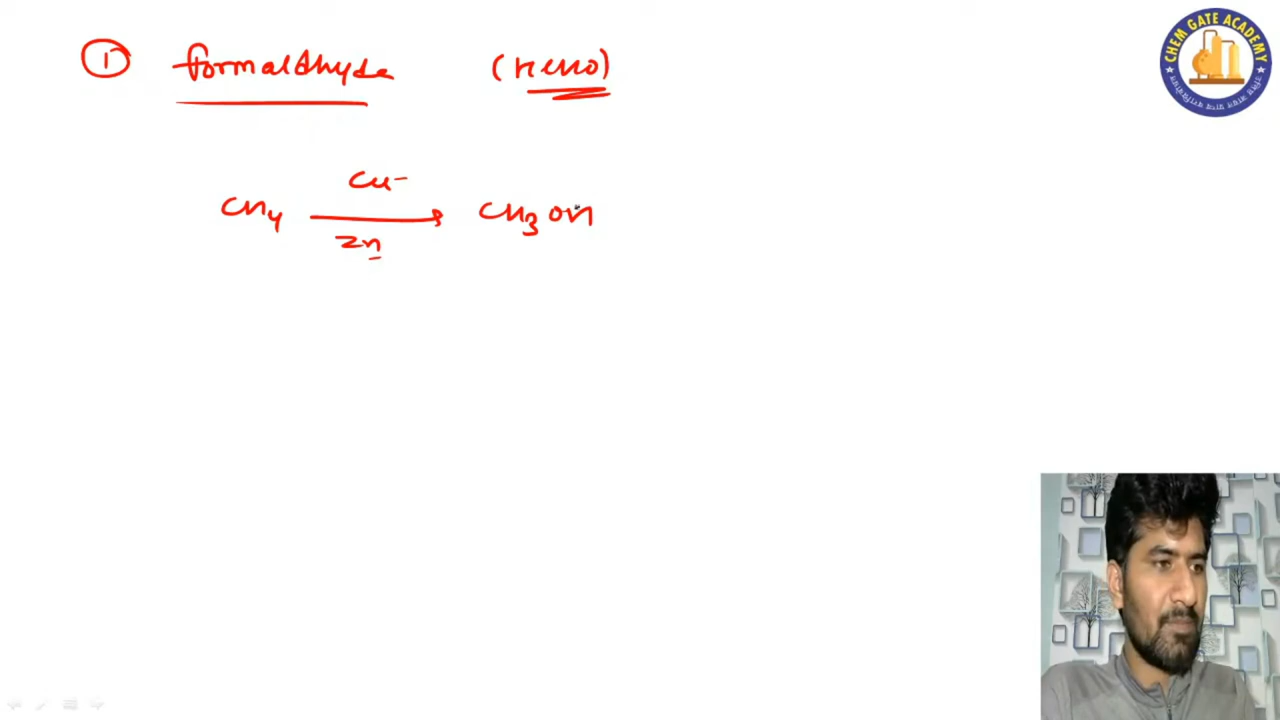 ① formaldhyde (HCHO)
Cu-
CH4 → CH3OH
Zn
CHEM GATE ACADEMY